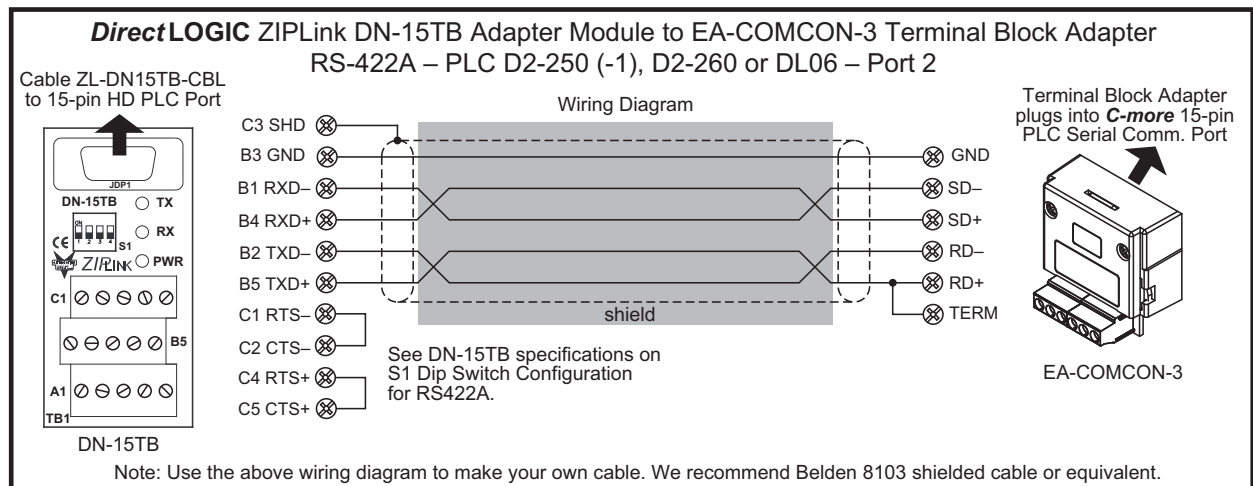 DirectLOGIC ZIPLink DN-15TB Adapter Module to EA-COMCON-3 Terminal Block Adapter
RS-422A – PLC D2-250 (-1), D2-260 or DL06 – Port 2
Cable ZL-DN15TB-CBL
to 15-pin HD PLC Port
JDP1
DN-15TB
TX
ON
1 2 3 4
S1
RX
CE
ZIPLINK
PWR
C1
B5
A1
TB1
DN-15TB
Wiring Diagram
C3 SHD
B3 GND
B1 RXD–
B4 RXD+
B2 TXD–
B5 TXD+
C1 RTS–
C2 CTS–
C4 RTS+
C5 CTS+
shield
See DN-15TB specifications on
S1 Dip Switch Configuration
for RS422A.
GND
SD–
SD+
RD–
RD+
TERM
Terminal Block Adapter
plugs into C-more 15-pin
PLC Serial Comm. Port
EA-COMCON-3
Note: Use the above wiring diagram to make your own cable. We recommend Belden 8103 shielded cable or equivalent.